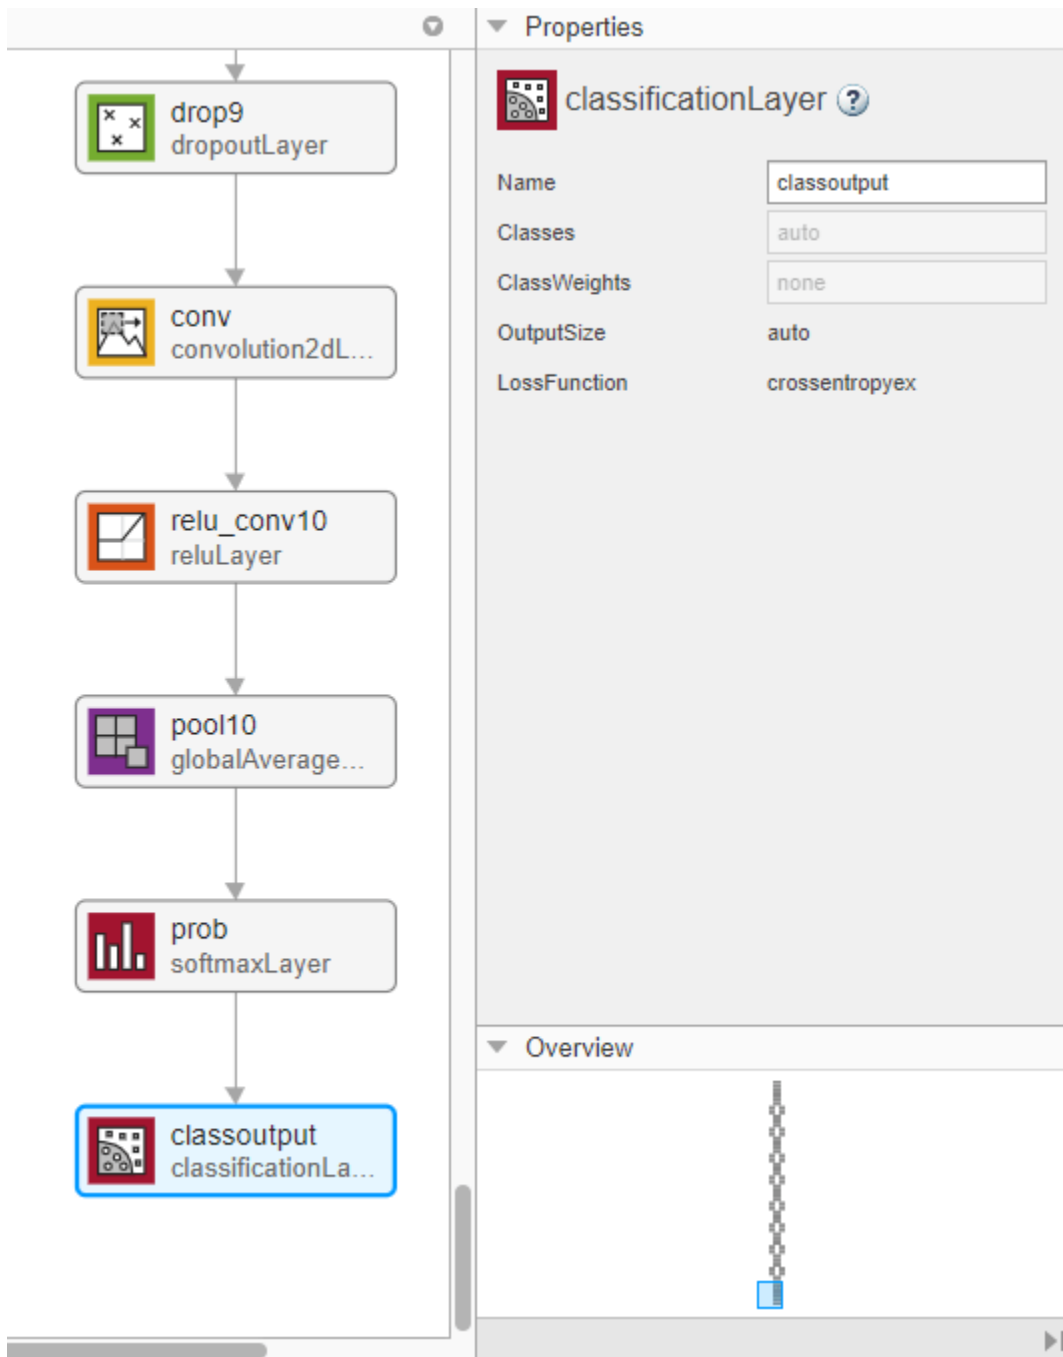 drop9
dropoutLayer
conv
convolution2dL...
relu_conv10
reluLayer
pool10
globalAverage...
prob
softmaxLayer
classoutput
classificationLa...
Properties
classificationLayer ?
Name classoutput
Classes auto
ClassWeights none
OutputSize auto
LossFunction crossentropyex
Overview